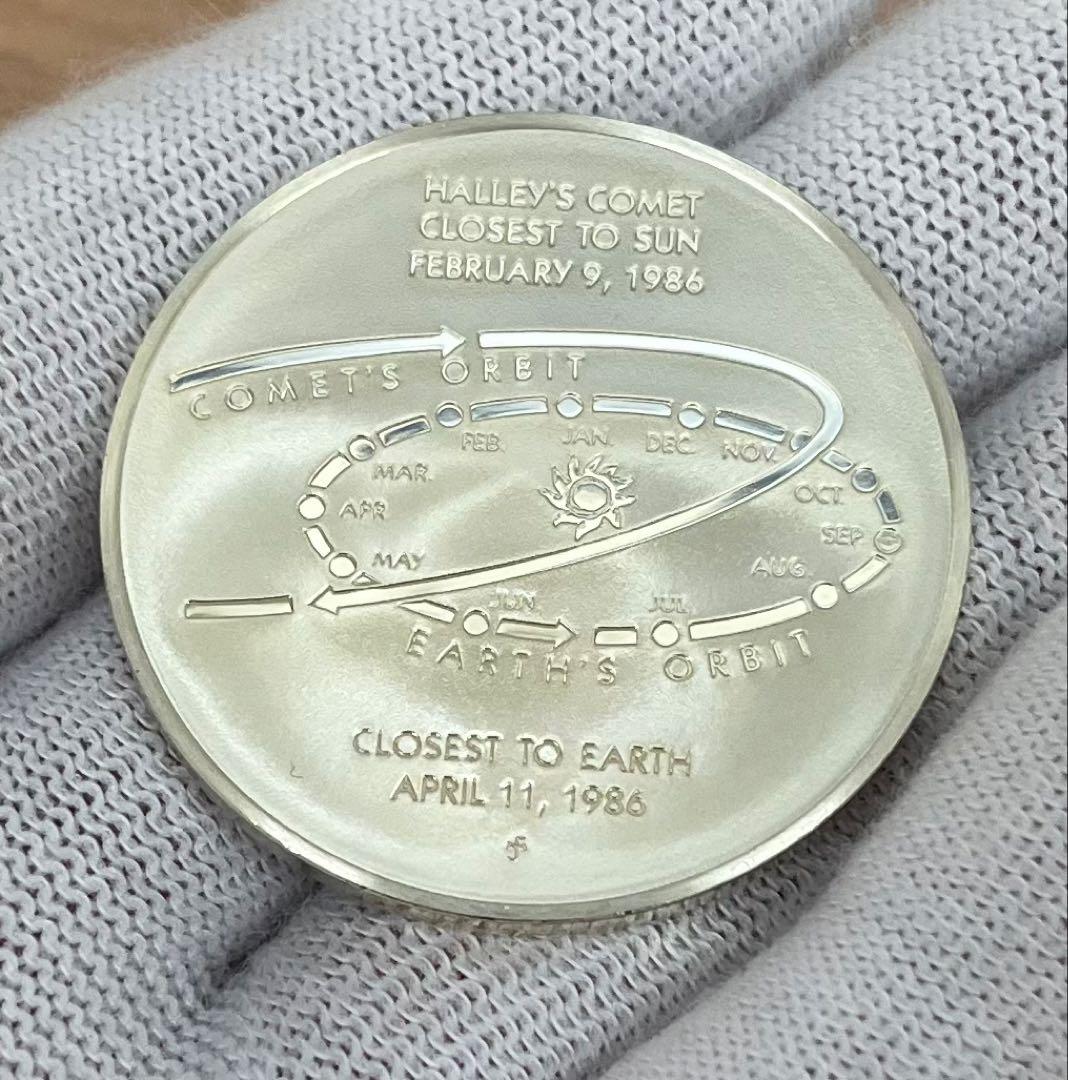 HALLEY'S COMET
CLOSEST TO SUN
FEBRUARY 9, 1986
COMET'S ORBIT
FEB. JAN. DEC. NOV.
MAR. OCT.
APR SEP.
MAY AUG.
JUN. JUL.
EARTH'S ORBIT
CLOSEST TO EARTH
APRIL 11, 1986